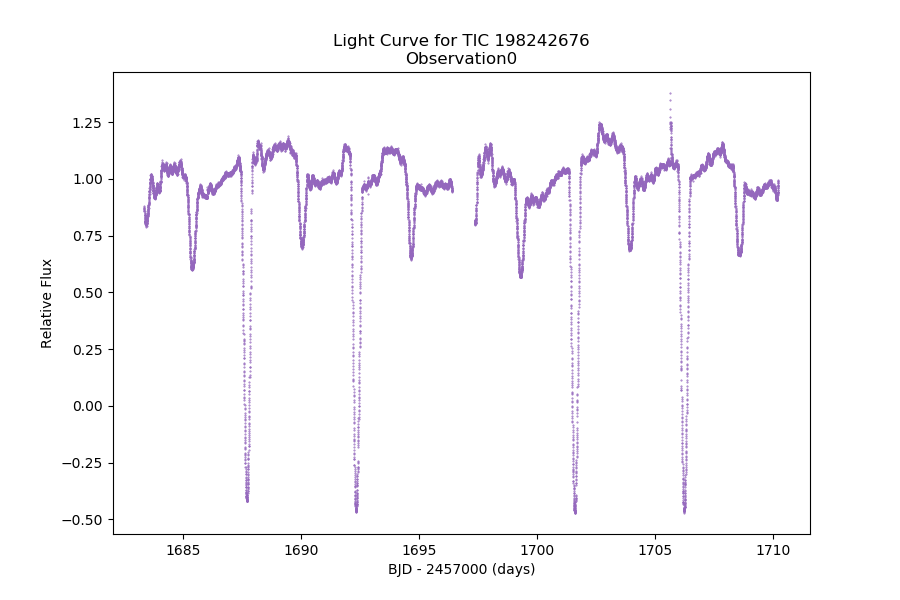 Light Curve for TIC 198242676
Observation0
Relative Flux
1.25
1.00
0.75
0.50
0.25
0.00
−0.25
−0.50
1685 1690 1695 1700 1705 1710
BJD - 2457000 (days)